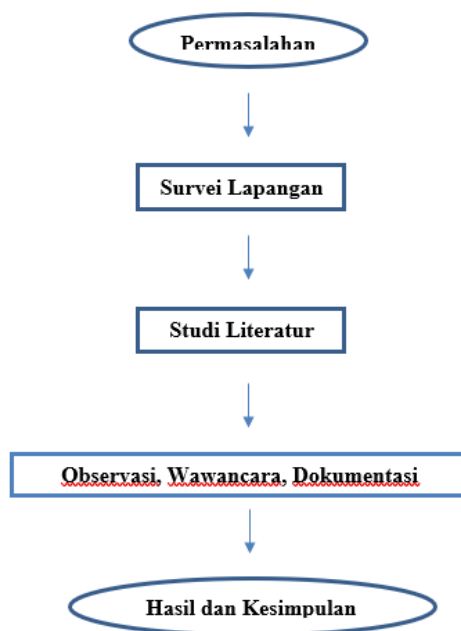 Permasalahan
Survei Lapangan
Studi Literatur
Observasi, Wawancara, Dokumentasi
Hasil dan Kesimpulan